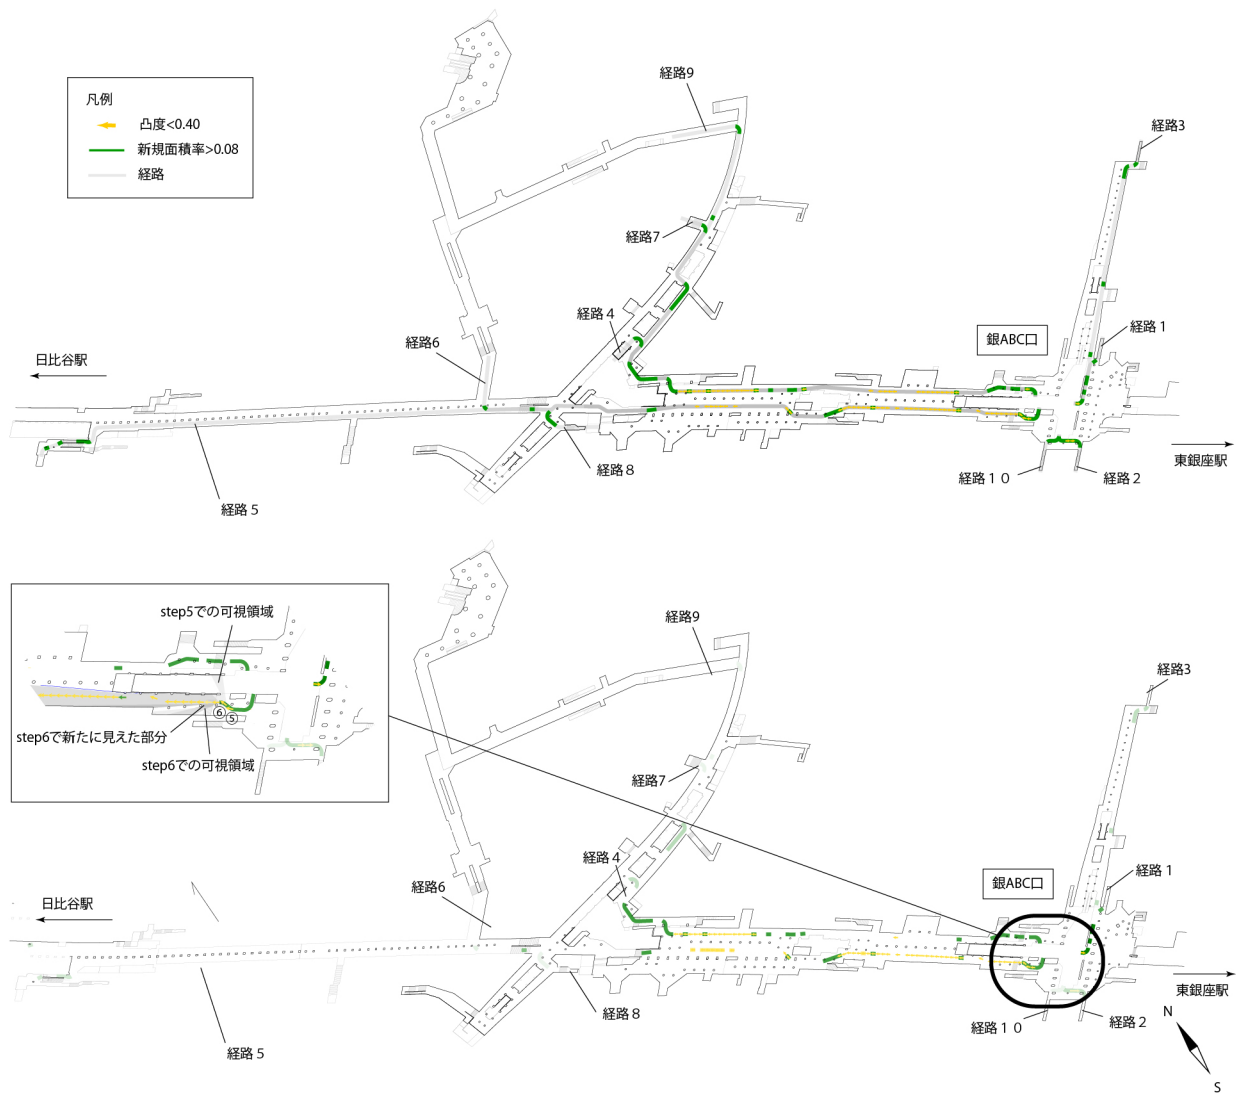 経路9
凡例
凸度<0.40
新規面積率>0.08
経路
経路3
経路7
経路4
経路1
銀ABC口
経路6
日比谷駅
東銀座駅
経路8
経路10
経路2
経路5
step5での可視領域
⑥
⑤
step6で新たに見えた部分
step6での可視領域
経路9
経路3
経路7
経路4
経路1
銀ABC口
経路6
日比谷駅
東銀座駅
経路8
経路10
経路2
経路5
N
S